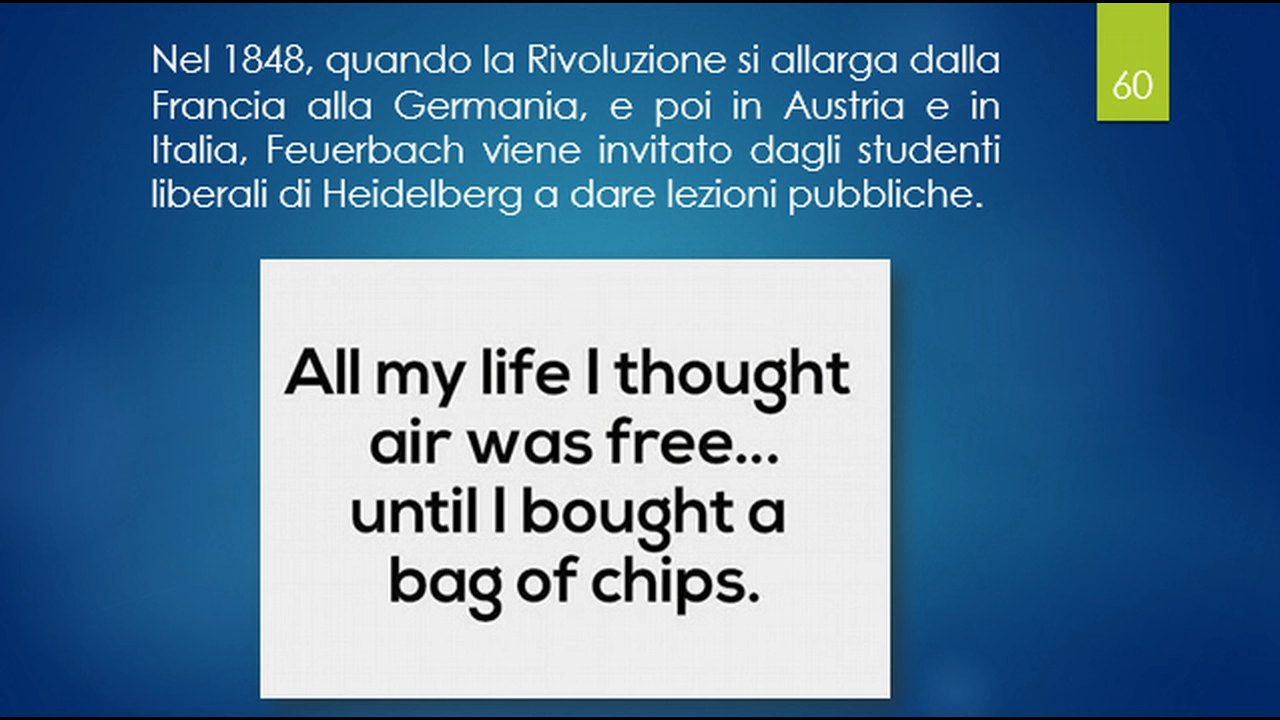 Nel 1848, quando la Rivoluzione si allarga dalla
Francia alla Germania, e poi in Austria e in
Italia, Feuerbach viene invitato dagli studenti
liberali di Heidelberg a dare lezioni pubbliche.
60
All my life I thought
air was free...
until I bought a
bag of chips.